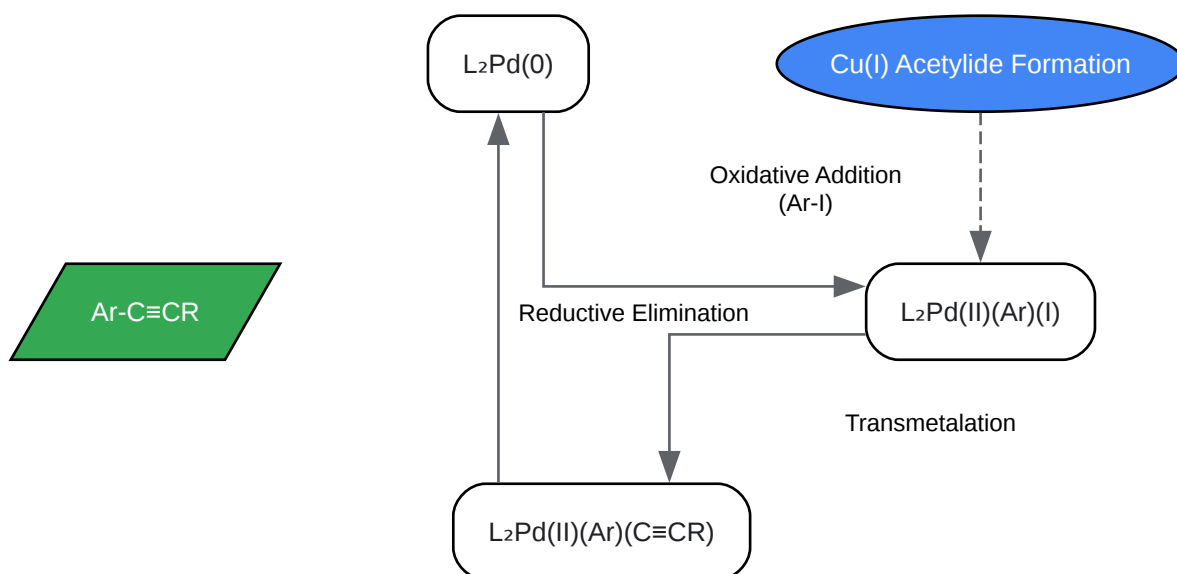 L₂Pd(0)
Cu(I) Acetylide Formation
Oxidative Addition
(Ar-I)
Ar-C≡CR
Reductive Elimination
L₂Pd(II)(Ar)(I)
Transmetalation
L₂Pd(II)(Ar)(C≡CR)